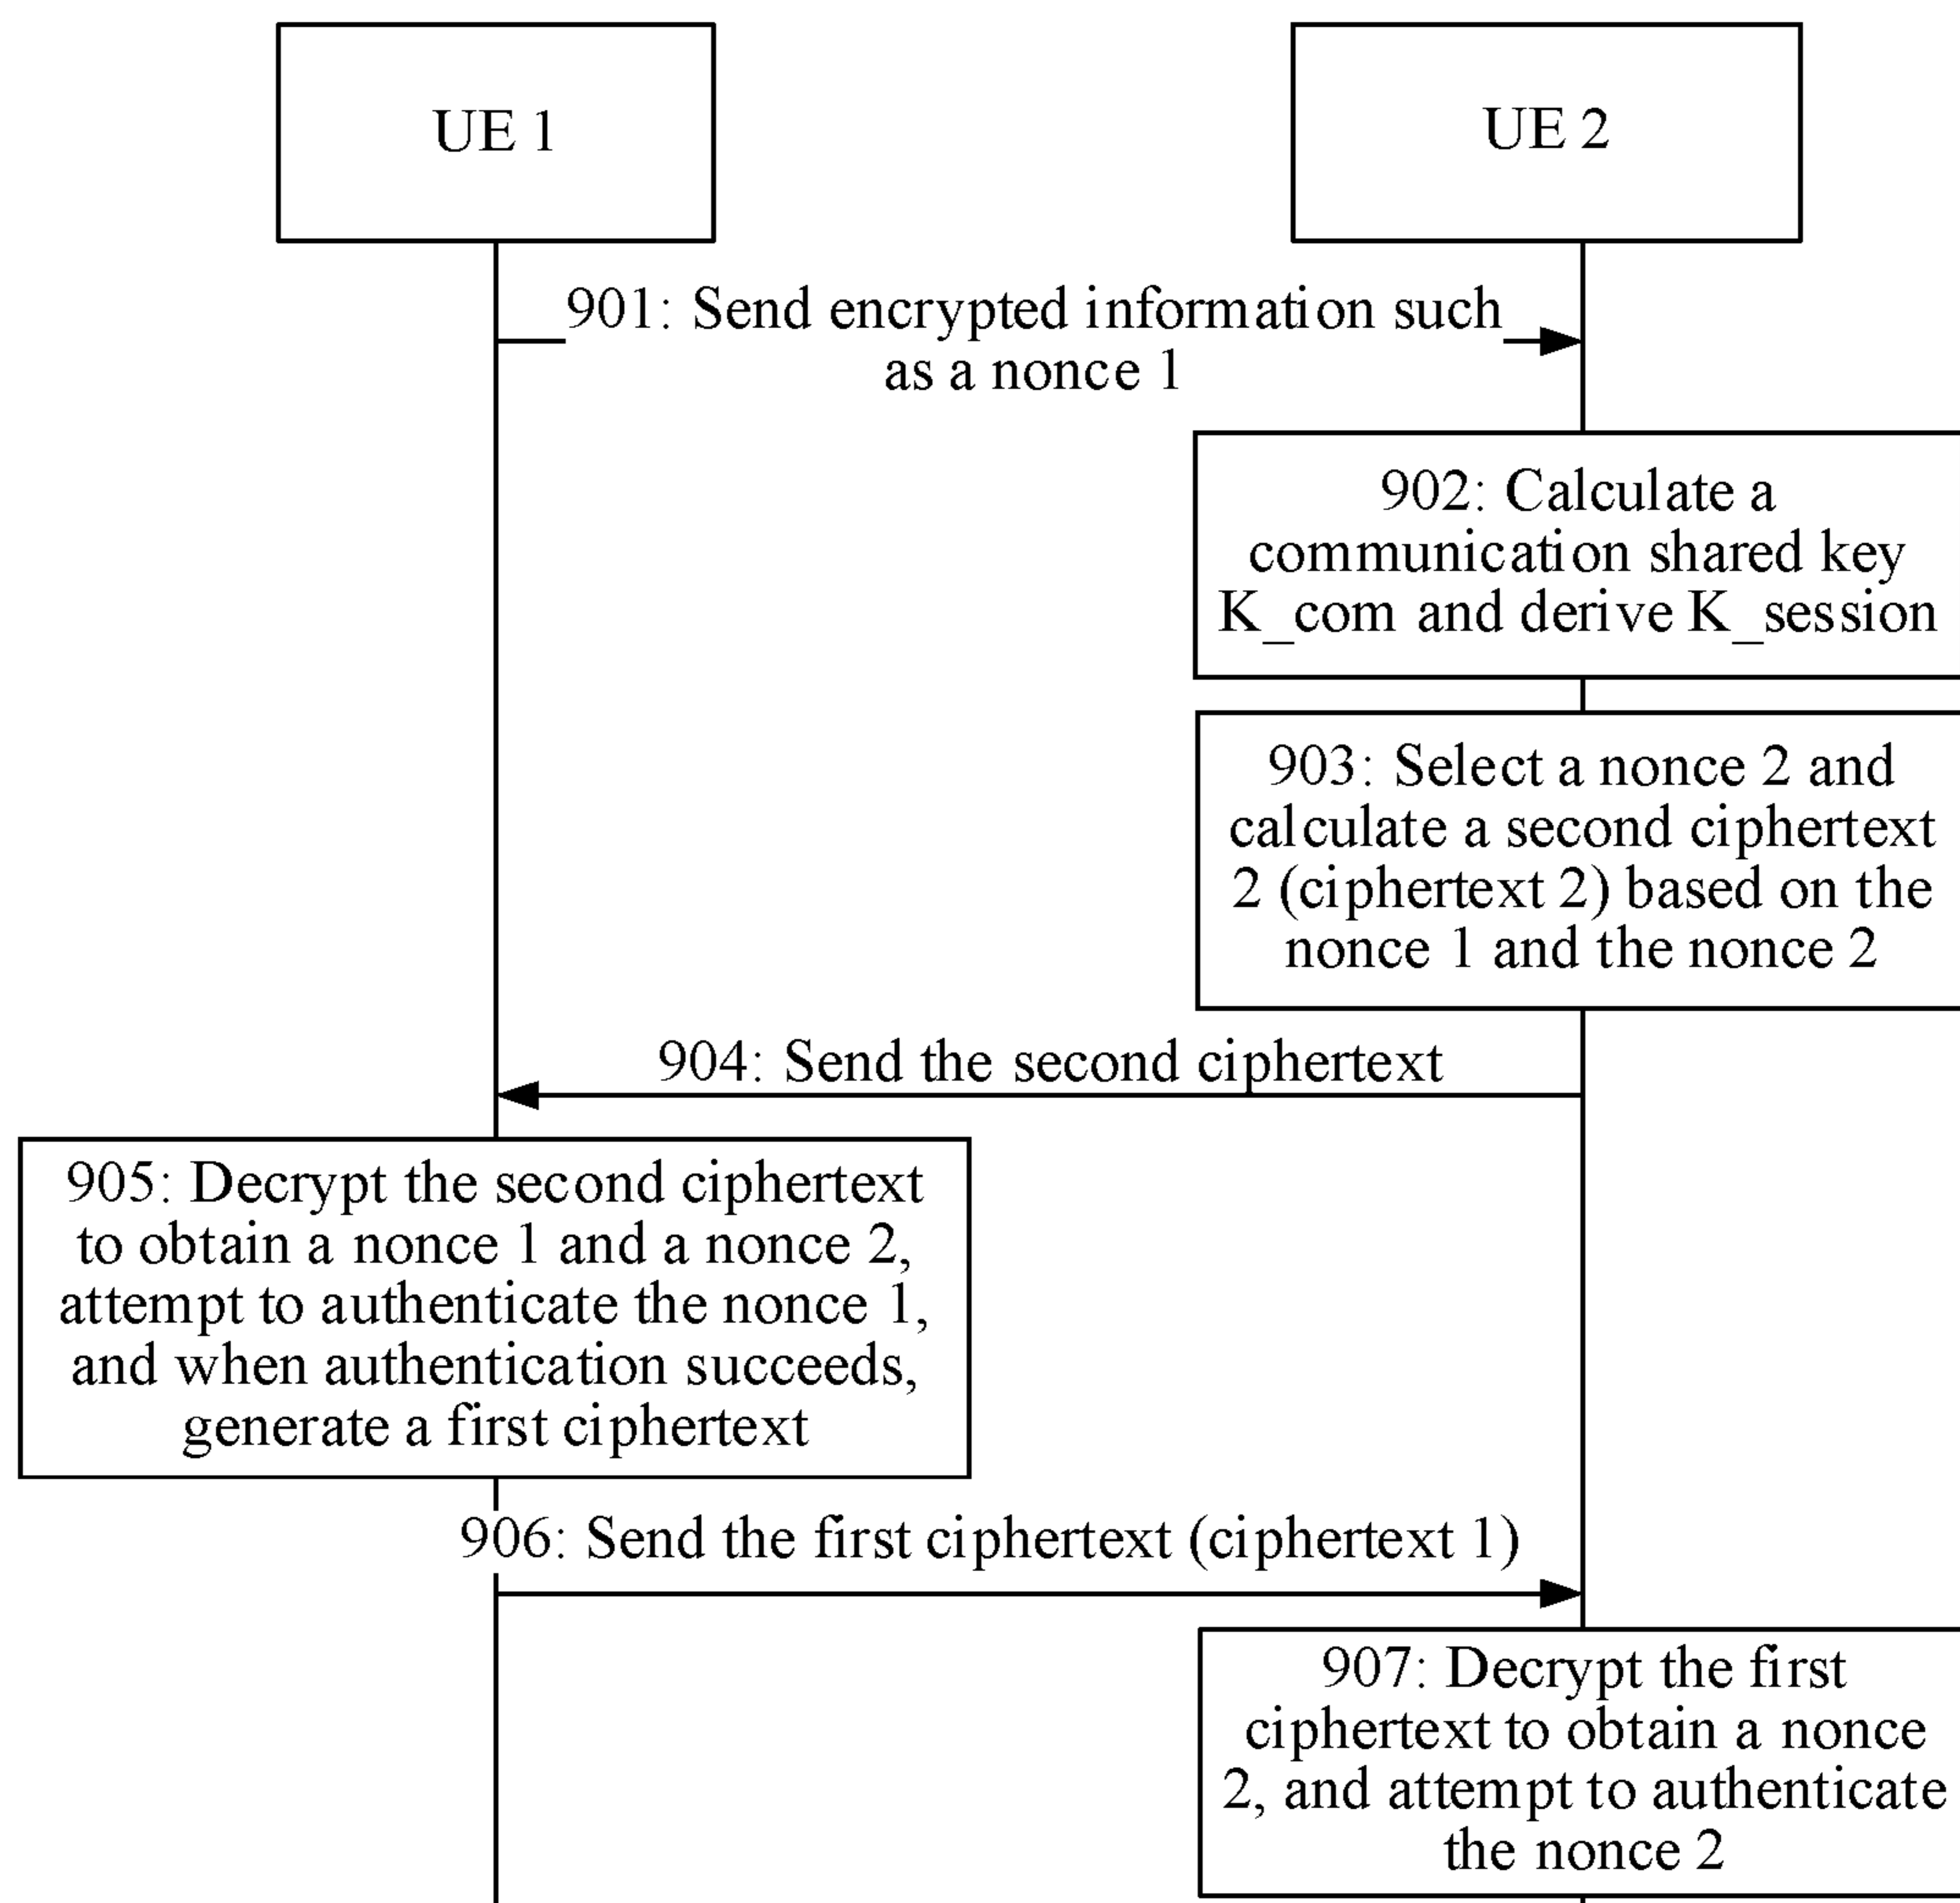 UE 1
UE 2
901: Send encrypted information such
as a nonce 1
902: Calculate a
communication shared key
K_com and derive K_session
903: Select a nonce 2 and
calculate a second ciphertext
2 (ciphertext 2) based on the
nonce 1 and the nonce 2
904: Send the second ciphertext
905: Decrypt the second ciphertext
to obtain a nonce 1 and a nonce 2,
attempt to authenticate the nonce 1,
and when authentication succeeds,
generate a first ciphertext
906: Send the first ciphertext (ciphertext 1)
907: Decrypt the first
ciphertext to obtain a nonce
2, and attempt to authenticate
the nonce 2